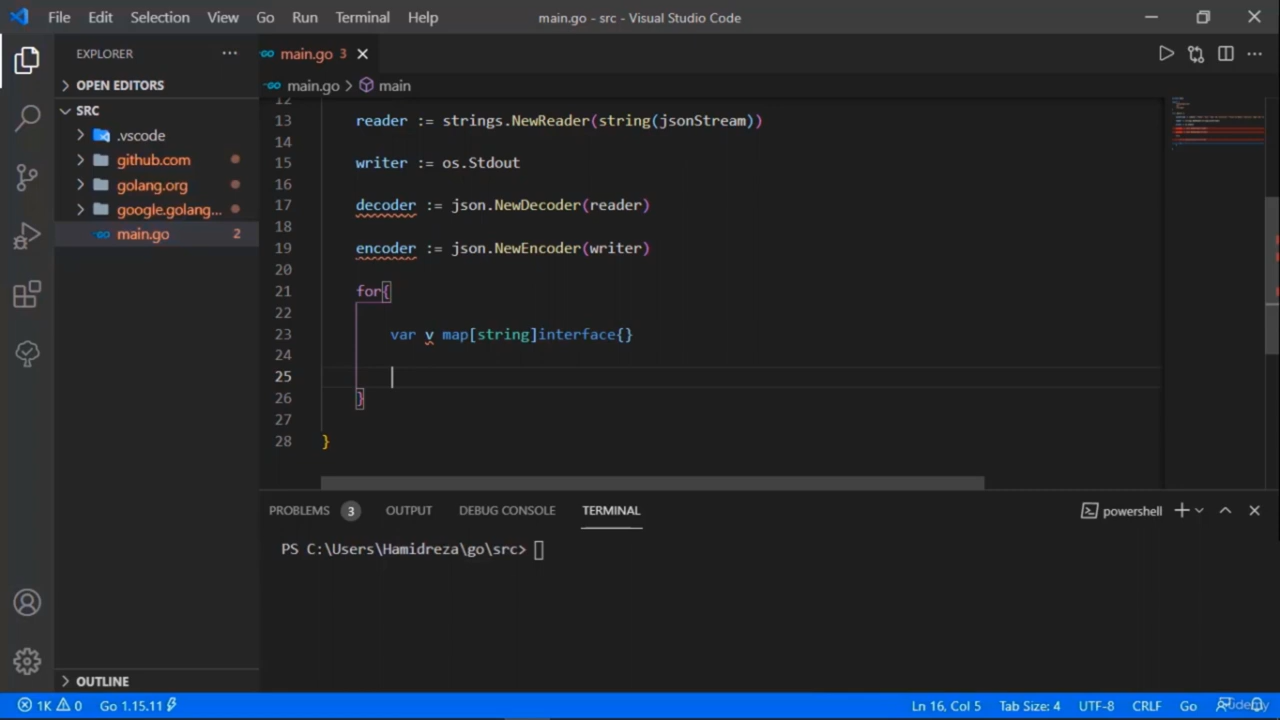 File Edit Selection View Go Run Terminal Help main.go - src - Visual Studio Code
EXPLORER
main.go 3
OPEN EDITORS
main.go > main
SRC
.vscode
github.com
golang.org
google.golang...
main.go 2
12
13 reader := strings.NewReader(string(jsonStream))
14
15 writer := os.Stdout
16
17 decoder := json.NewDecoder(reader)
18
19 encoder := json.NewEncoder(writer)
20
21 for{
22
23 var v map[string]interface{}
24
25
26 }
27
28 }
PROBLEMS 3 OUTPUT DEBUG CONSOLE TERMINAL powershell
PS C:\Users\Hamidreza\go\src>
OUTLINE
1K 0 Go 1.15.11 Ln 16, Col 5 Tab Size: 4 UTF-8 CRLF Go